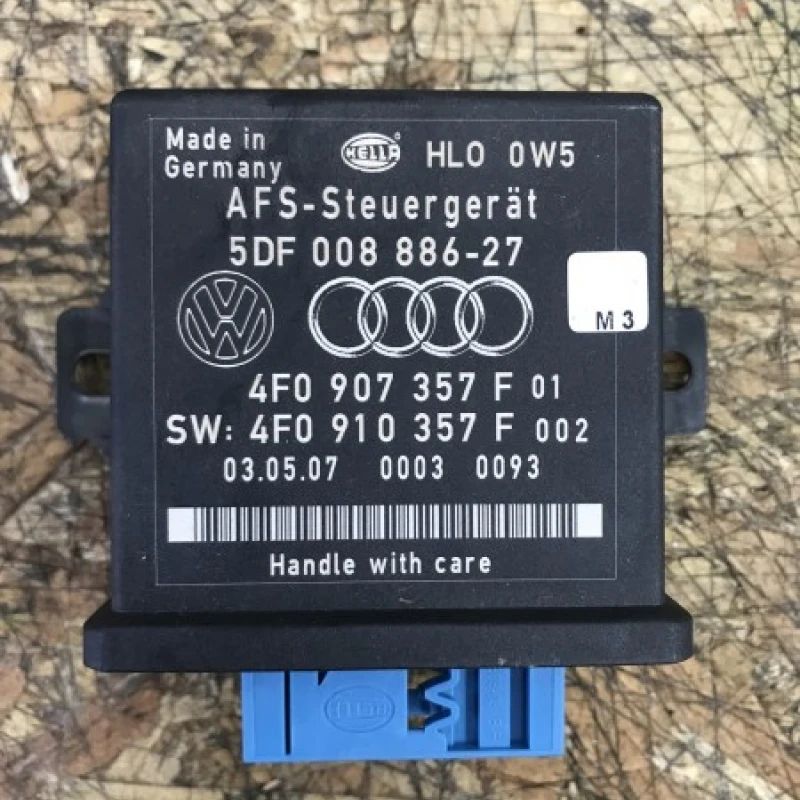 Made in
Germany
HELLA
HLO 0W5
AFS-Steuergerät
5DF 008 886-27
M 3
4F0 907 357 F 01
SW: 4F0 910 357 F 002
03.05.07 0003 0093
Handle with care
HELLA